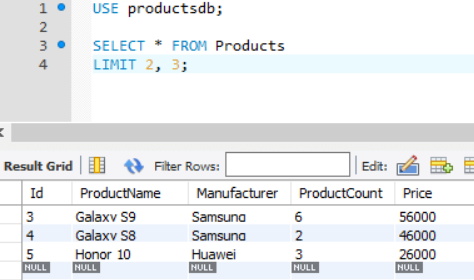 1 USE productsdb;
2
3 SELECT * FROM Products
4 LIMIT 2, 3;
Result Grid Filter Rows: Edit:
Id ProductName Manufacturer ProductCount Price
3 Galaxy S9 Samsung 6 56000
4 Galaxy S8 Samsung 2 46000
5 Honor 10 Huawei 3 26000
NULL NULL NULL NULL NULL